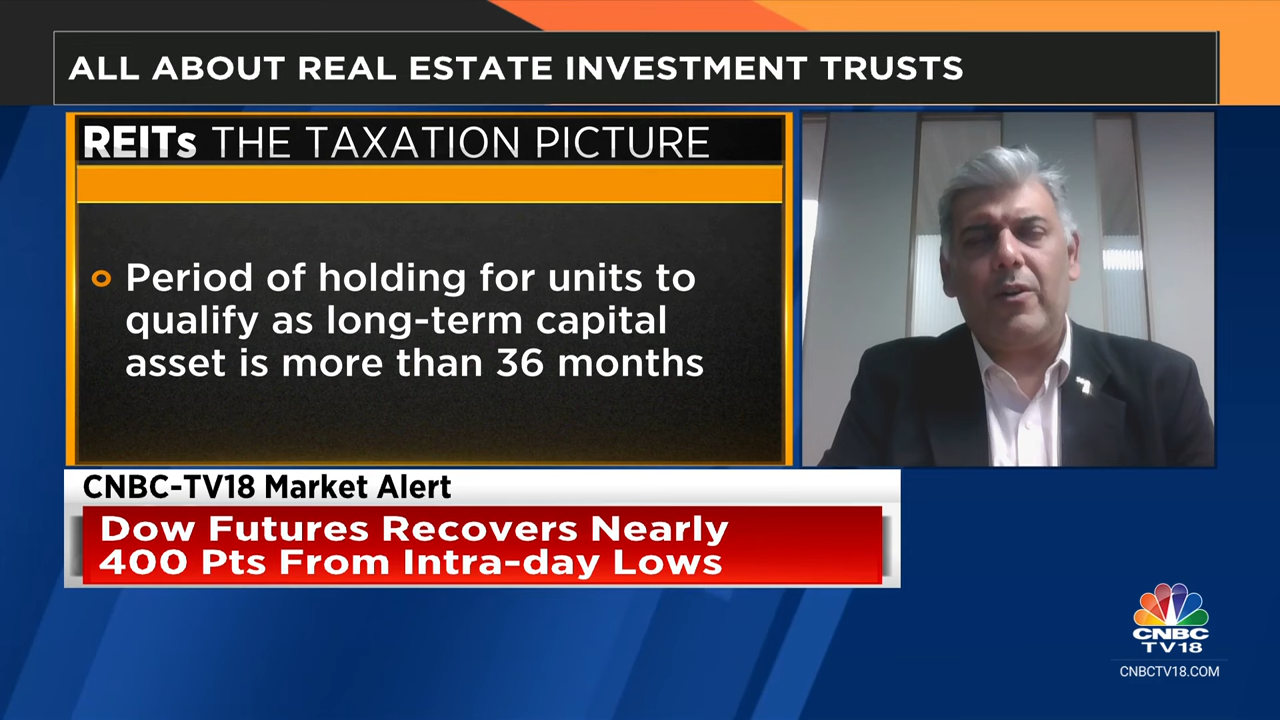 ALL ABOUT REAL ESTATE INVESTMENT TRUSTS
REITs THE TAXATION PICTURE
Period of holding for units to
qualify as long-term capital
asset is more than 36 months
CNBC-TV18 Market Alert
Dow Futures Recovers Nearly
400 Pts From Intra-day Lows
CNBC
TV18
CNBCTV18.COM